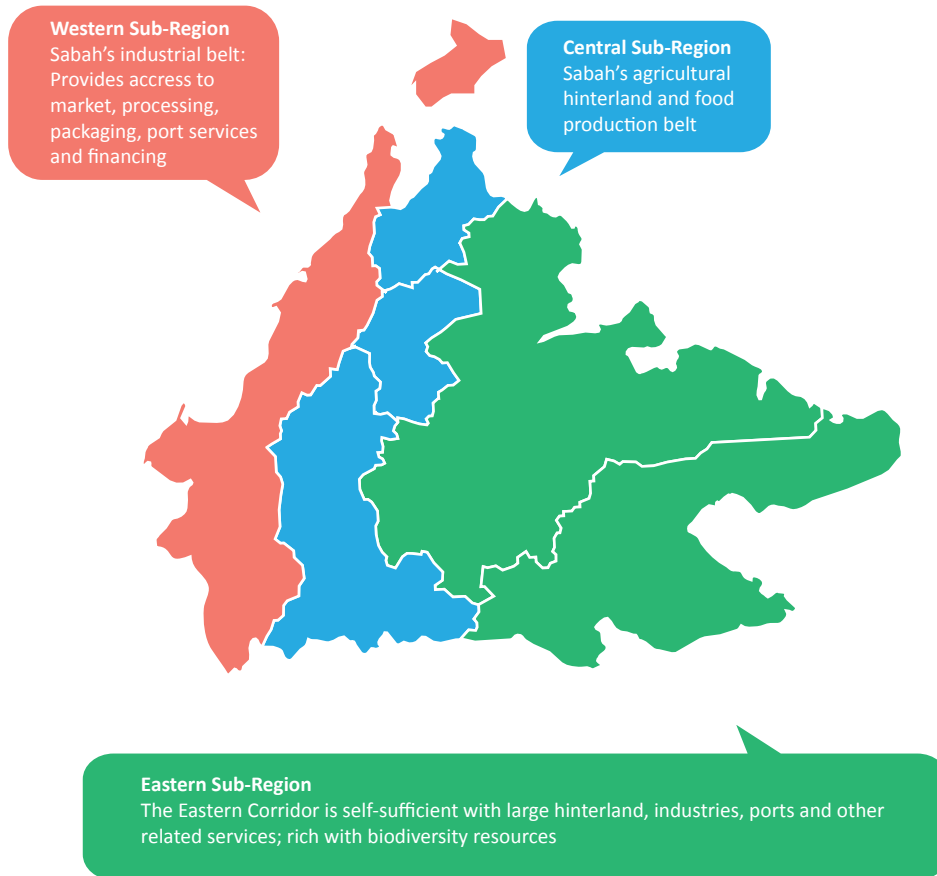 Western Sub-Region
Sabah’s industrial belt:
Provides access to
market, processing,
packaging, port services
and financing
Central Sub-Region
Sabah’s agricultural
hinterland and food
production belt
Eastern Sub-Region
The Eastern Corridor is self-sufficient with large hinterland, industries, ports and other
related services; rich with biodiversity resources